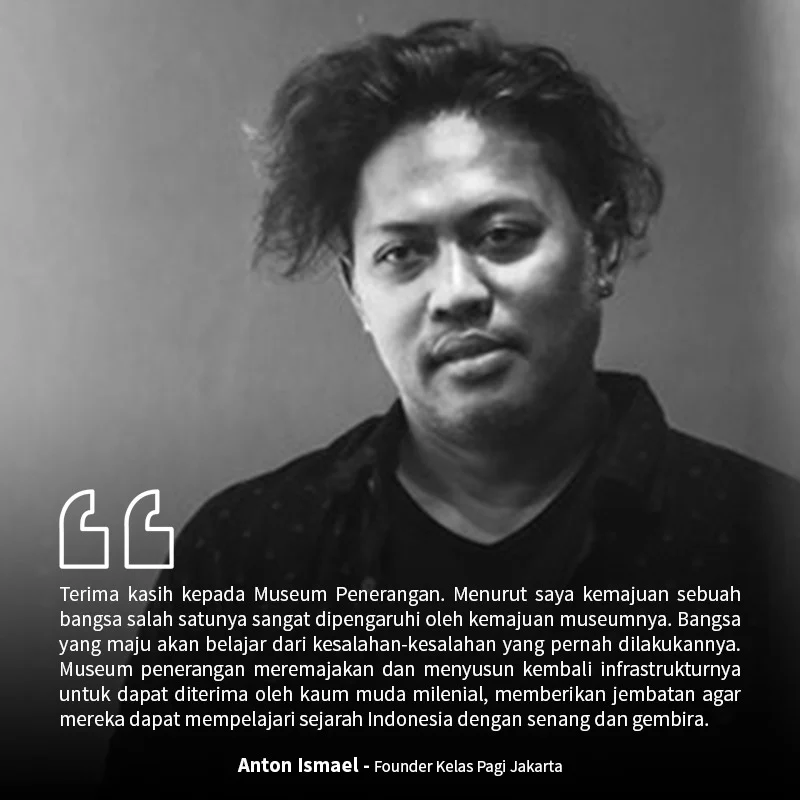 Terima kasih kepada Museum Penerangan. Menurut saya kemajuan sebuah
bangsa salah satunya sangat dipengaruhi oleh kemajuan museumnya. Bangsa
yang maju akan belajar dari kesalahan-kesalahan yang pernah dilakukannya.
Museum penerangan meremajakan dan menyusun kembali infrastrukturnya
untuk dapat diterima oleh kaum muda milenial, memberikan jembatan agar
mereka dapat mempelajari sejarah Indonesia dengan senang dan gembira.
Anton Ismael - Founder Kelas Pagi Jakarta